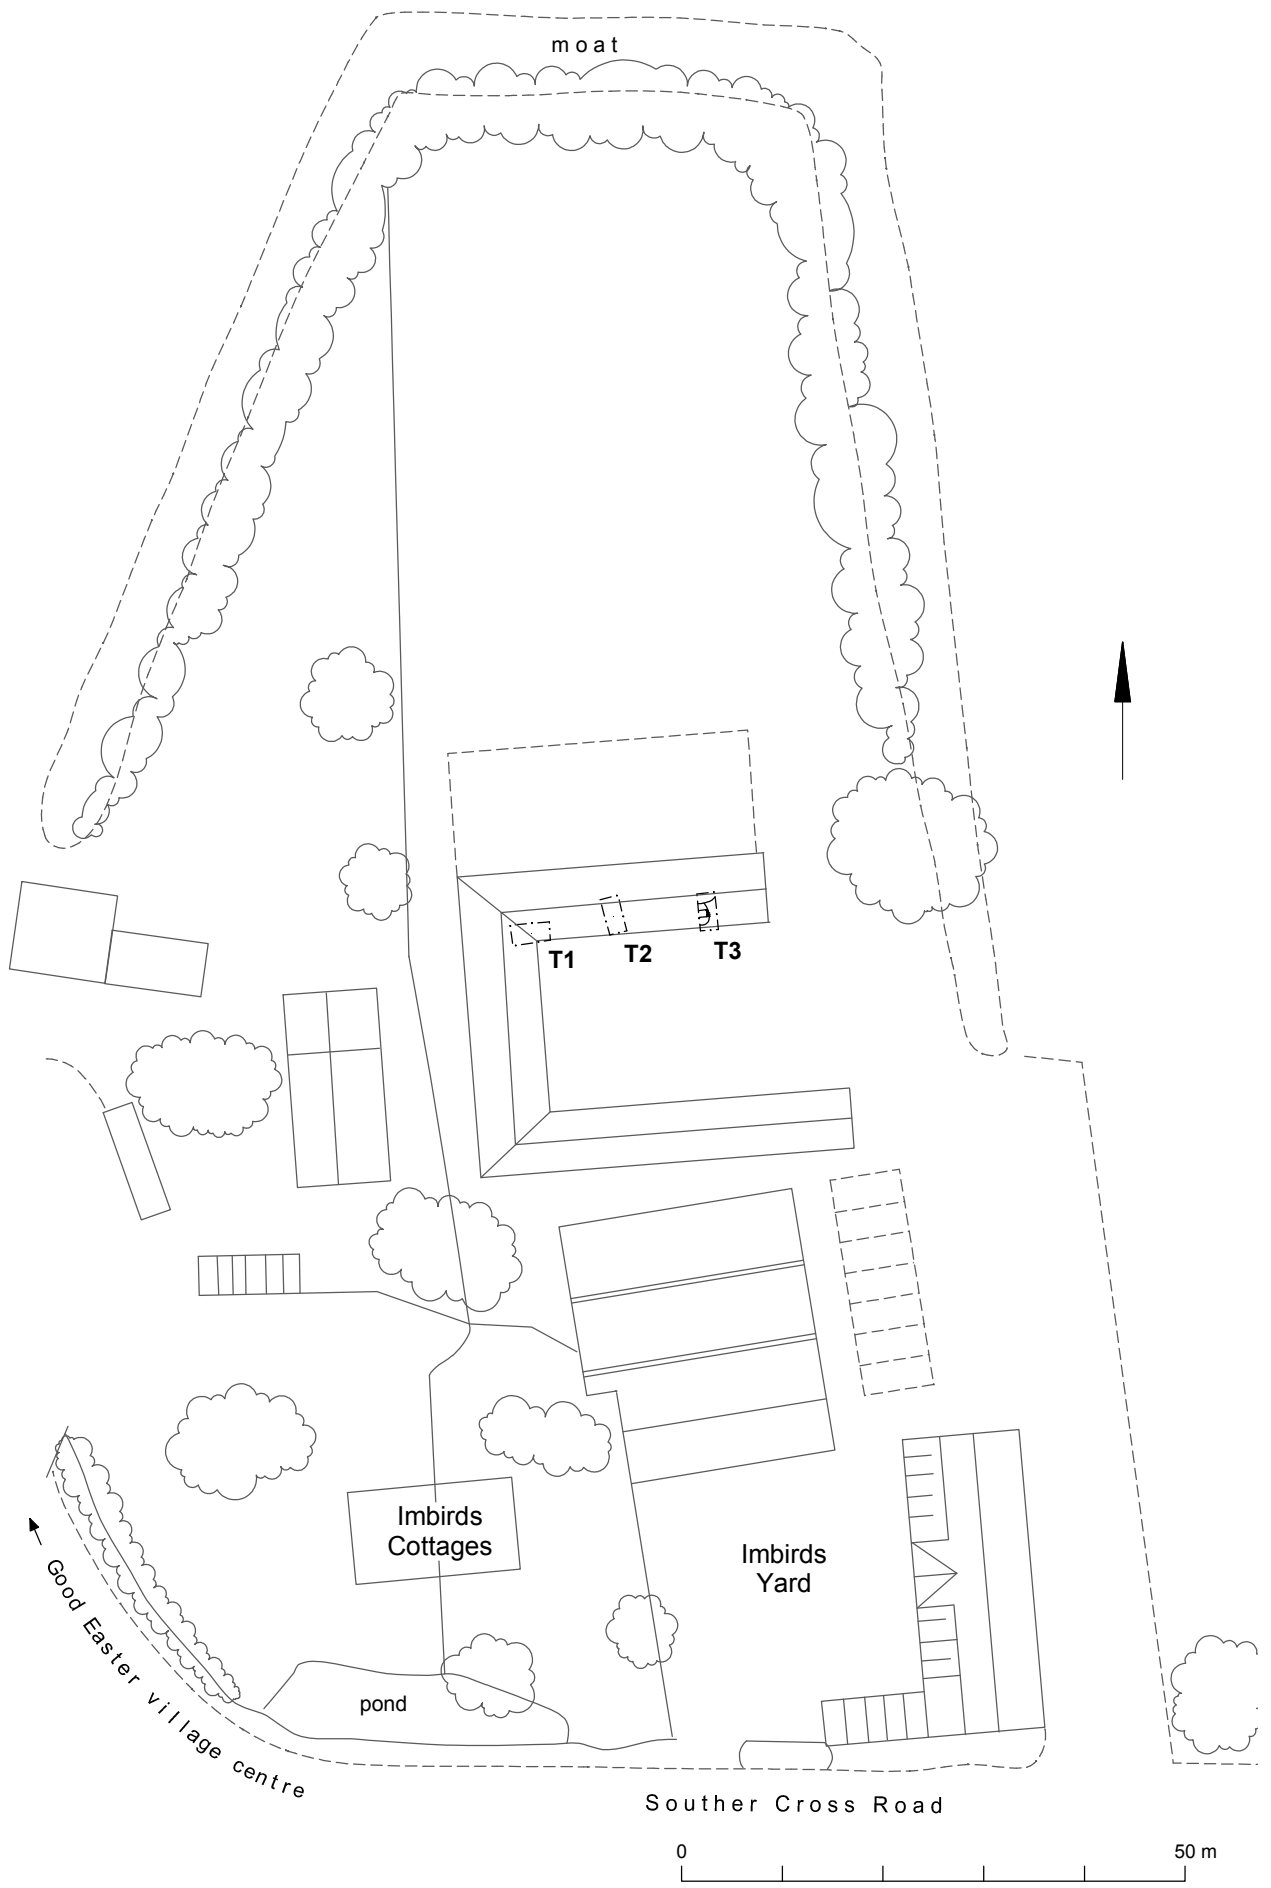 moat
T1
T2
T3
Imbirds
Cottages
Imbirds
Yard
Good Easter village centre
pond
Souther Cross Road
0
50 m